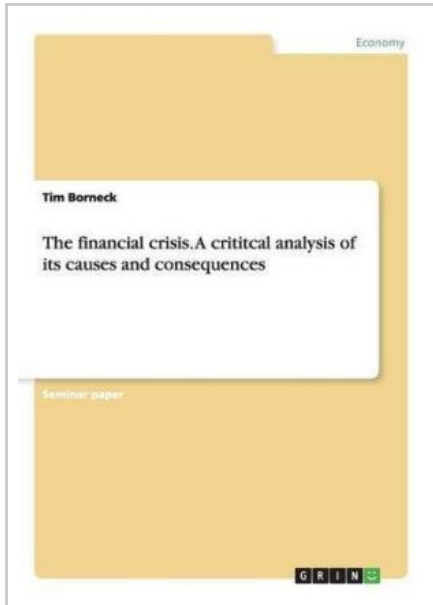 Economy
Tim Borneck
The financial crisis. A crititcal analysis of
its causes and consequences
Seminar paper
GRIN